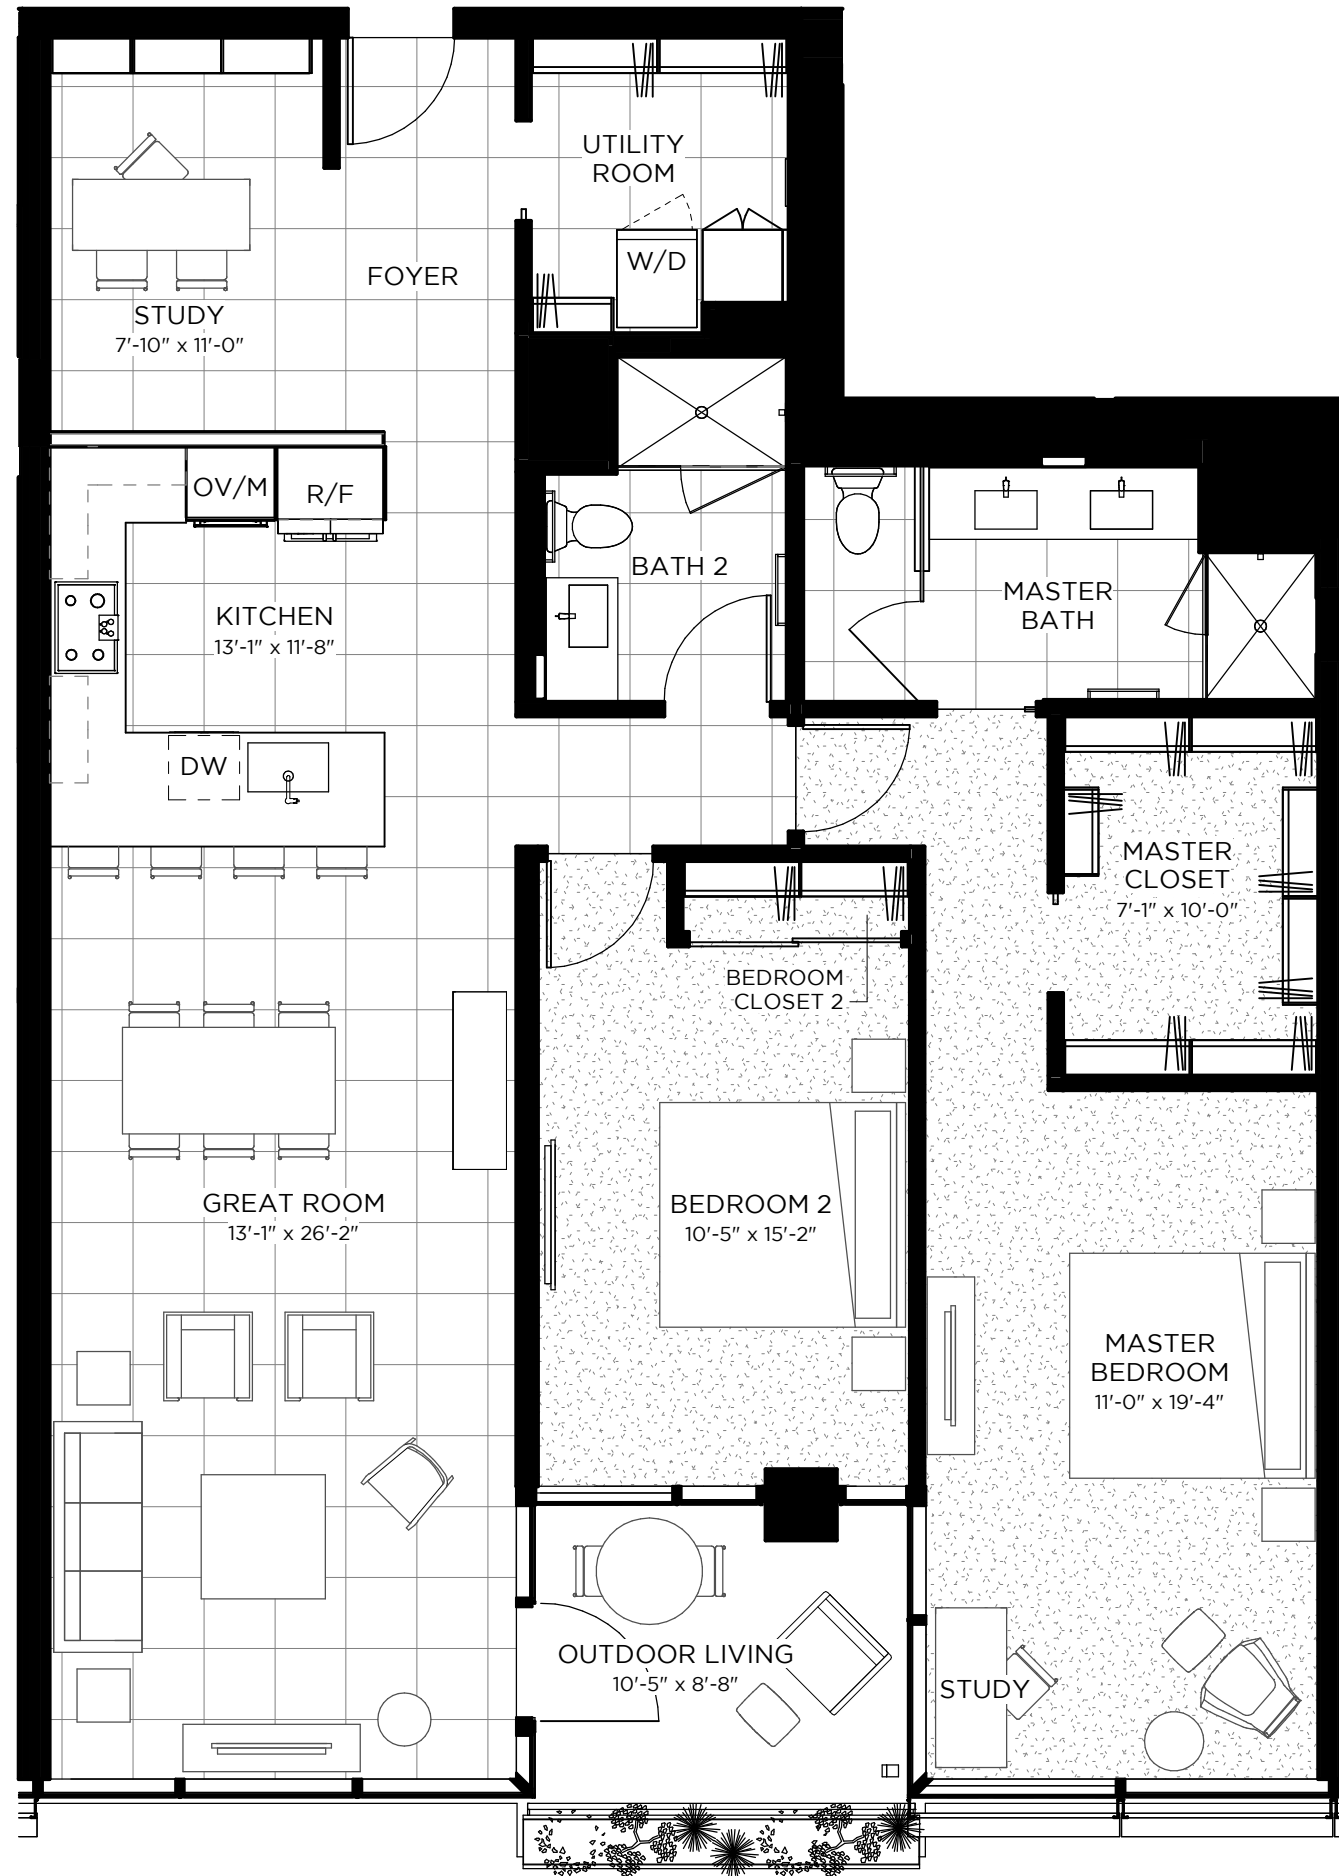 UTILITY
ROOM
W/D
FOYER
STUDY
7'-10" x 11'-0"
OV/M
R/F
BATH 2
KITCHEN
13'-1" x 11'-8"
MASTER
BATH
DW
MASTER
CLOSET
7'-1" x 10'-0"
BEDROOM
CLOSET 2
GREAT ROOM
13'-1" x 26'-2"
BEDROOM 2
10'-5" x 15'-2"
MASTER
BEDROOM
11'-0" x 19'-4"
OUTDOOR LIVING
10'-5" x 8'-8"
STUDY